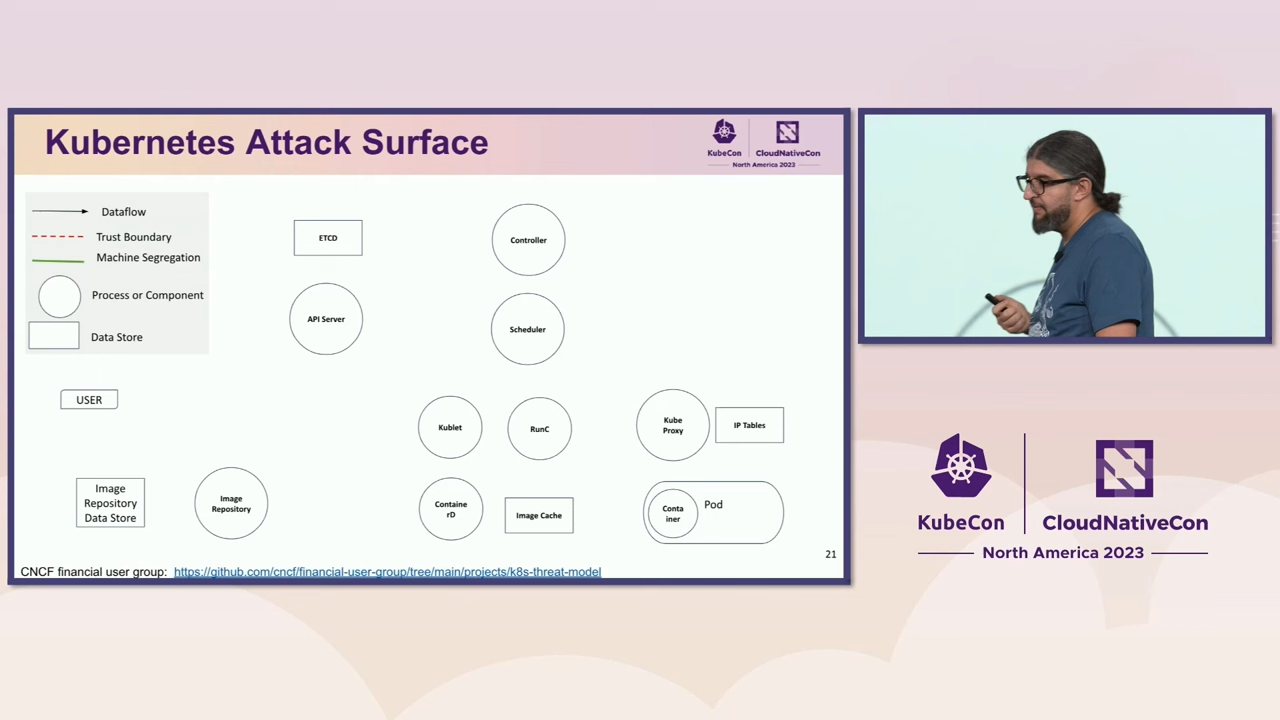 Kubernetes Attack Surface
KubeCon
CloudNativeCon
North America 2023
Dataflow
Trust Boundary
Machine Segregation
Process or Component
Data Store
ETCD
Controller
API Server
Scheduler
USER
Kublet
RunC
Kube
Proxy
IP Tables
Image
Repository
Data Store
Image
Repository
Containe
rD
Image Cache
Conta
iner
Pod
21
CNCF financial user group: https://github.com/cncf/financial-user-group/tree/main/projects/k8s-threat-model
KubeCon
CloudNativeCon
North America 2023